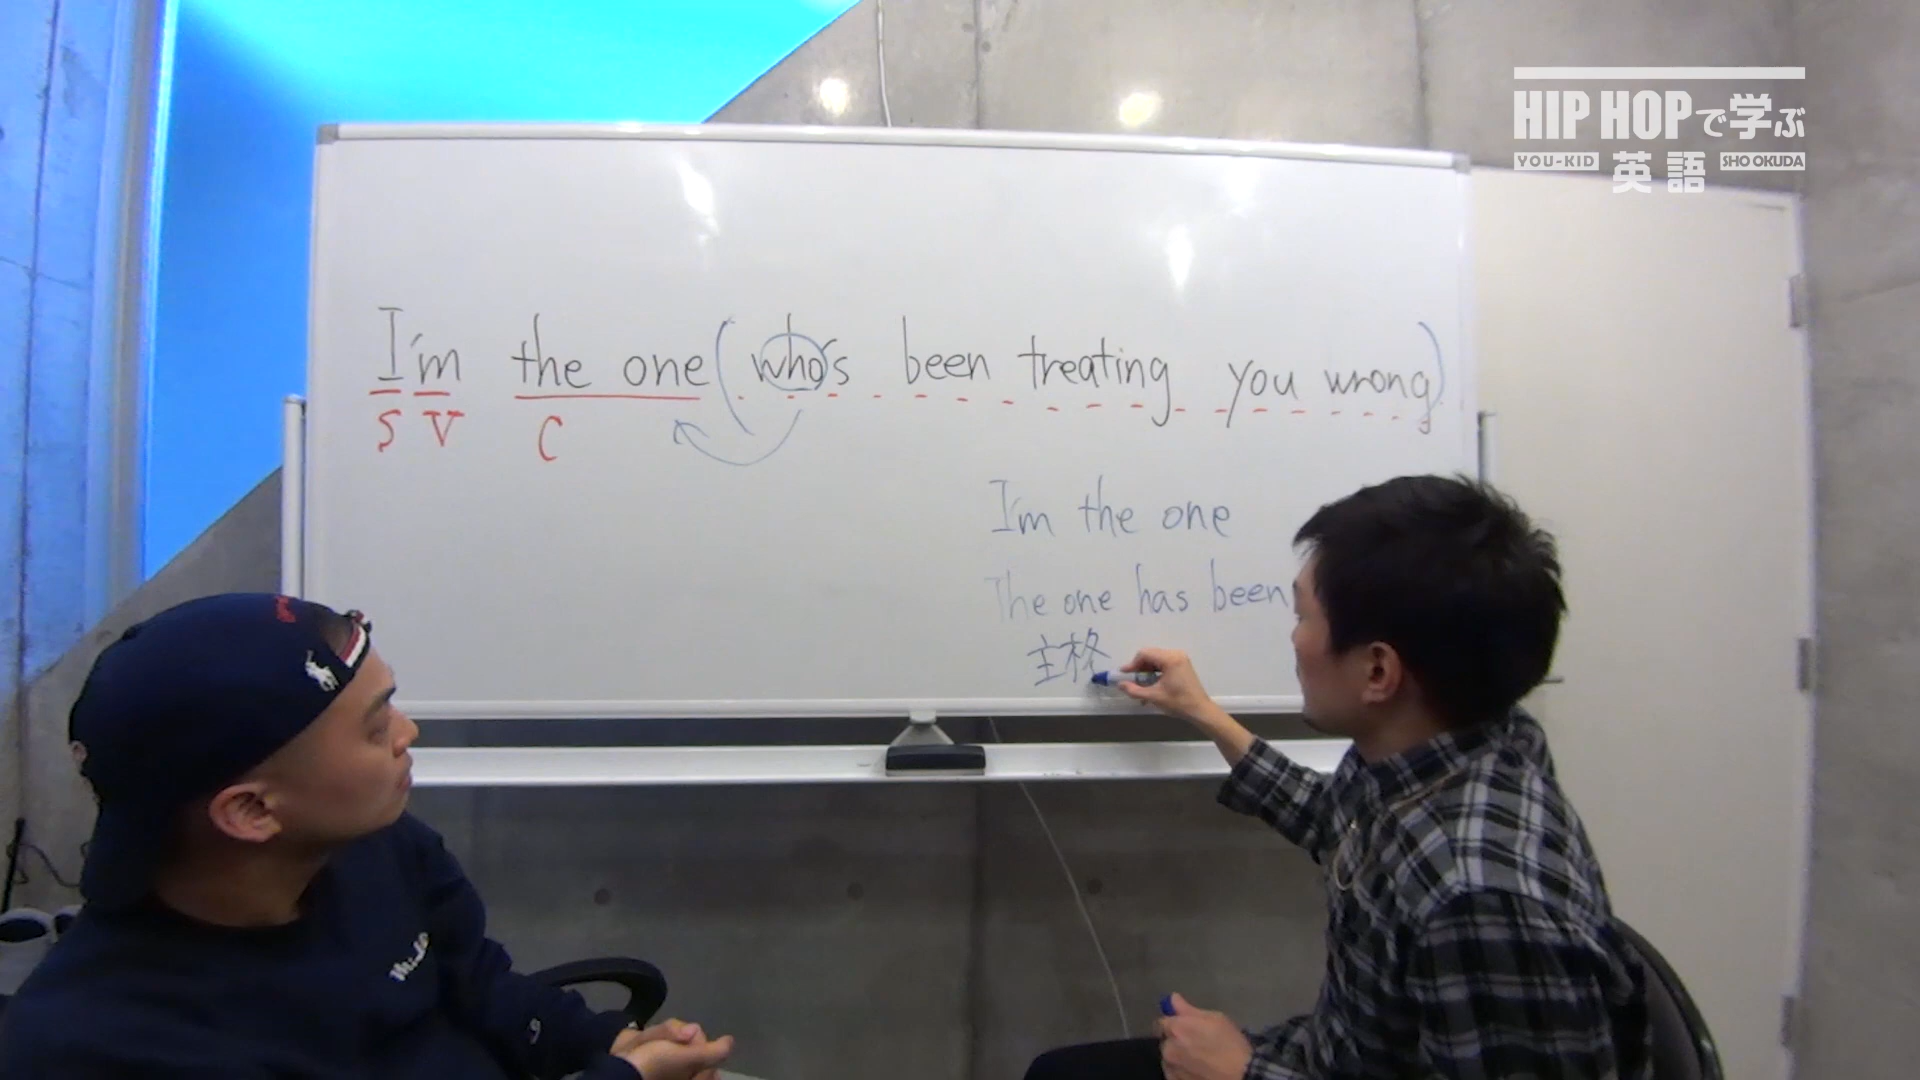 HIP HOPで学ぶ
YOU-KID 英語 SHO OKUDA
I'm the one (who's been treating you wrong)
S V C
I'm the one
The one has been
主格